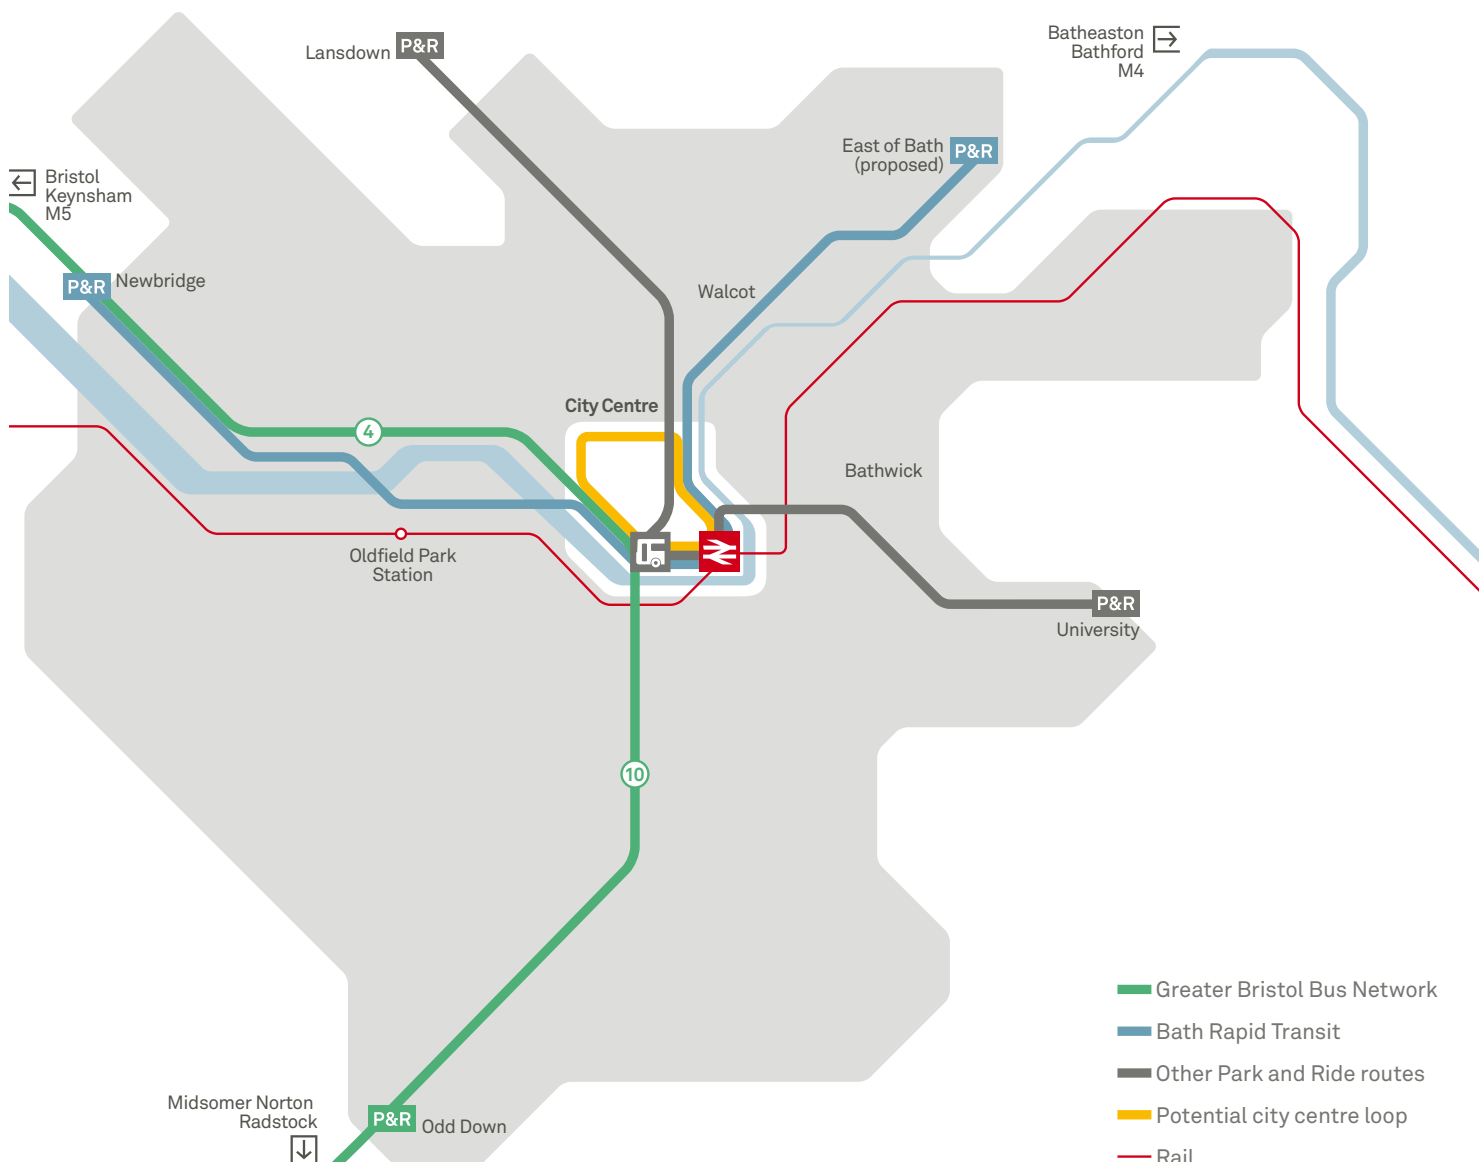 Lansdown
P&R
Batheaston
Bathford
M4
East of Bath
(proposed)
P&R
Bristol
Keynsham
M5
P&R
Newbridge
Walcot
City Centre
4
Bathwick
Oldfield Park
Station
P&R
University
10
Greater Bristol Bus Network
Bath Rapid Transit
Other Park and Ride routes
Potential city centre loop
Rail
Midsomer Norton
Radstock
P&R
Odd Down